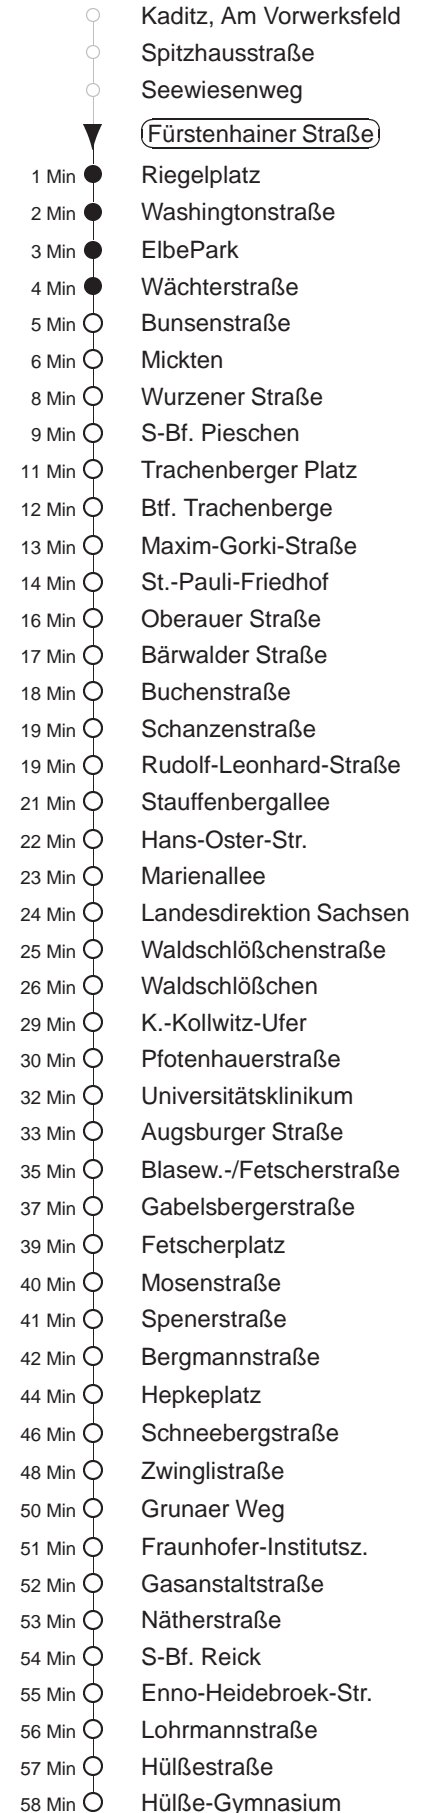 Kaditz, Am Vorwerksfeld
Spitzhausstraße
Seewiesenweg
Fürstenhainer Straße
1 Min Riegelplatz
2 Min Washingtonstraße
3 Min ElbePark
4 Min Wächterstraße
5 Min Bunsenstraße
6 Min Mickten
8 Min Wurzener Straße
9 Min S-Bf. Pieschen
11 Min Trachenberger Platz
12 Min Btf. Trachenberge
13 Min Maxim-Gorki-Straße
14 Min St.-Pauli-Friedhof
16 Min Oberauer Straße
17 Min Bärwalder Straße
18 Min Buchenstraße
19 Min Schanzenstraße
19 Min Rudolf-Leonhard-Straße
21 Min Stauffenbergallee
22 Min Hans-Oster-Str.
23 Min Marienallee
24 Min Landesdirektion Sachsen
25 Min Waldschlößchenstraße
26 Min Waldschlößchen
29 Min K.-Kollwitz-Ufer
30 Min Pfotenhauerstraße
32 Min Universitätsklinikum
33 Min Augsburger Straße
35 Min Blasew.-/Fetscherstraße
37 Min Gabelsbergerstraße
39 Min Fetscherplatz
40 Min Mosenstraße
41 Min Spenerstraße
42 Min Bergmannstraße
44 Min Hepkeplatz
46 Min Schneebergstraße
48 Min Zwinglistraße
50 Min Grunaer Weg
51 Min Fraunhofer-Institutsz.
52 Min Gasanstaltstraße
53 Min Nätherstraße
54 Min S-Bf. Reick
55 Min Enno-Heidebroek-Str.
56 Min Lohrmannstraße
57 Min Hülßestraße
58 Min Hülße-Gymnasium